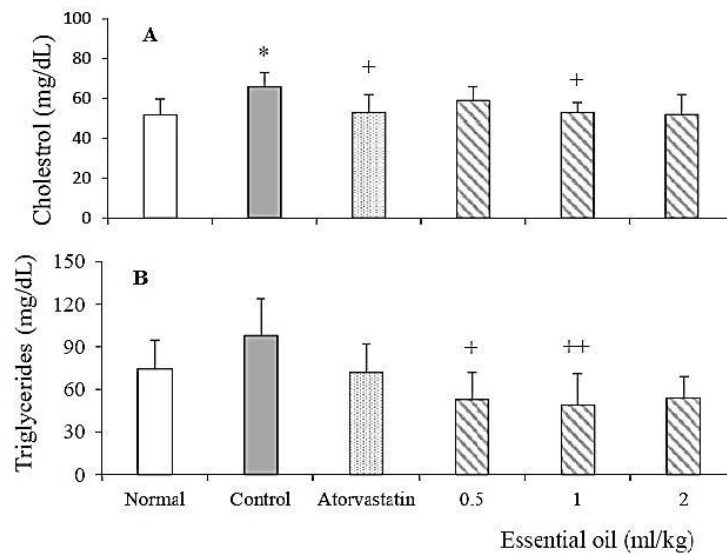 A
Cholestrol (mg/dL)
100
80
60
40
20
0
*
+
+
B
Triglycerides (mg/dL)
150
120
90
60
30
0
+
++
Normal Control Atorvastatin 0.5 1 2
Essential oil (ml/kg)